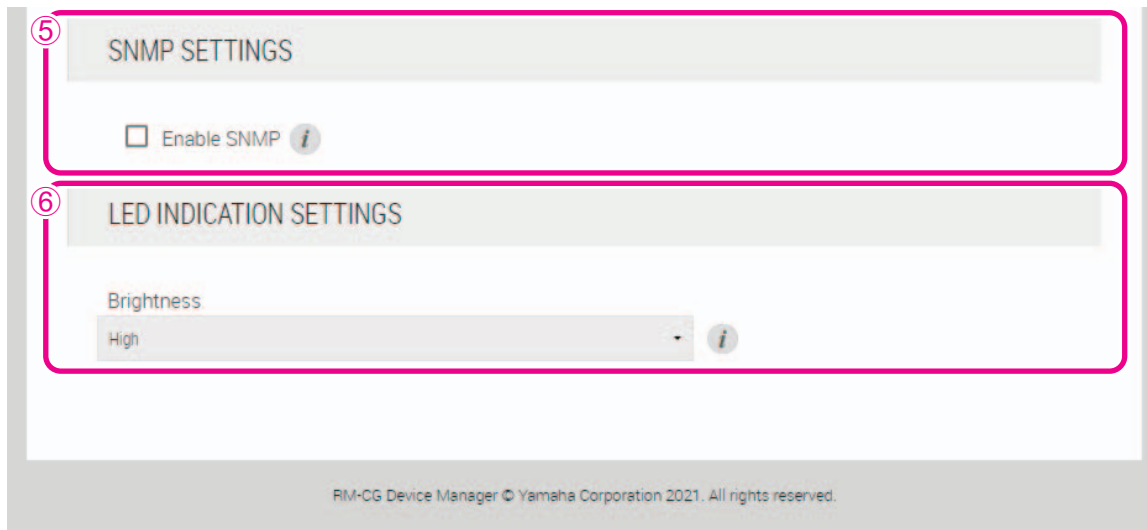 ⑤
SNMP SETTINGS
Enable SNMP i
⑥
LED INDICATION SETTINGS
Brightness
High i
RM-CG Device Manager © Yamaha Corporation 2021. All rights reserved.